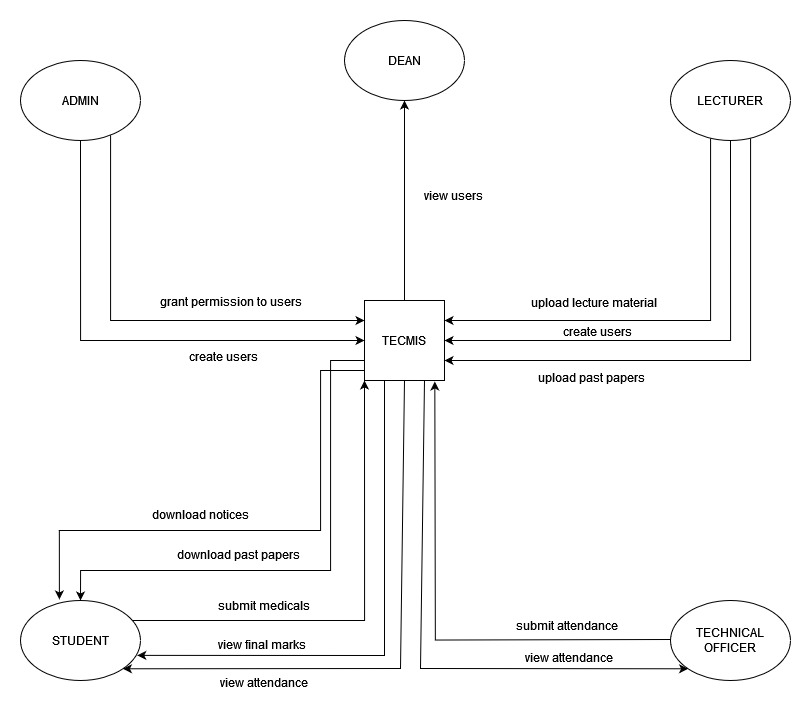 DEAN
ADMIN
LECTURER
view users
grant permission to users
upload lecture material
create users
TECMIS
create users
upload past papers
download notices
download past papers
submit medicals
submit attendance
TECHNICAL
OFFICER
STUDENT
view final marks
view attendance
view attendance